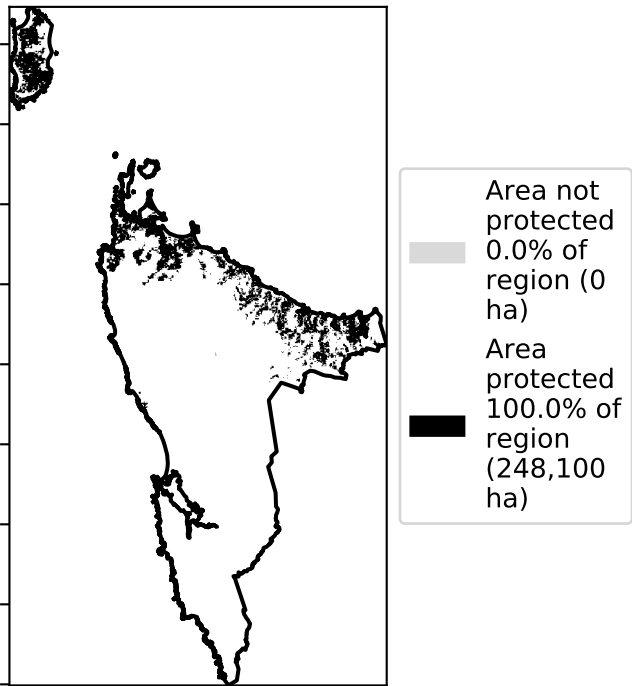 Area not
protected
0.0% of
region (0
ha)
Area
protected
100.0% of
region
(248,100
ha)